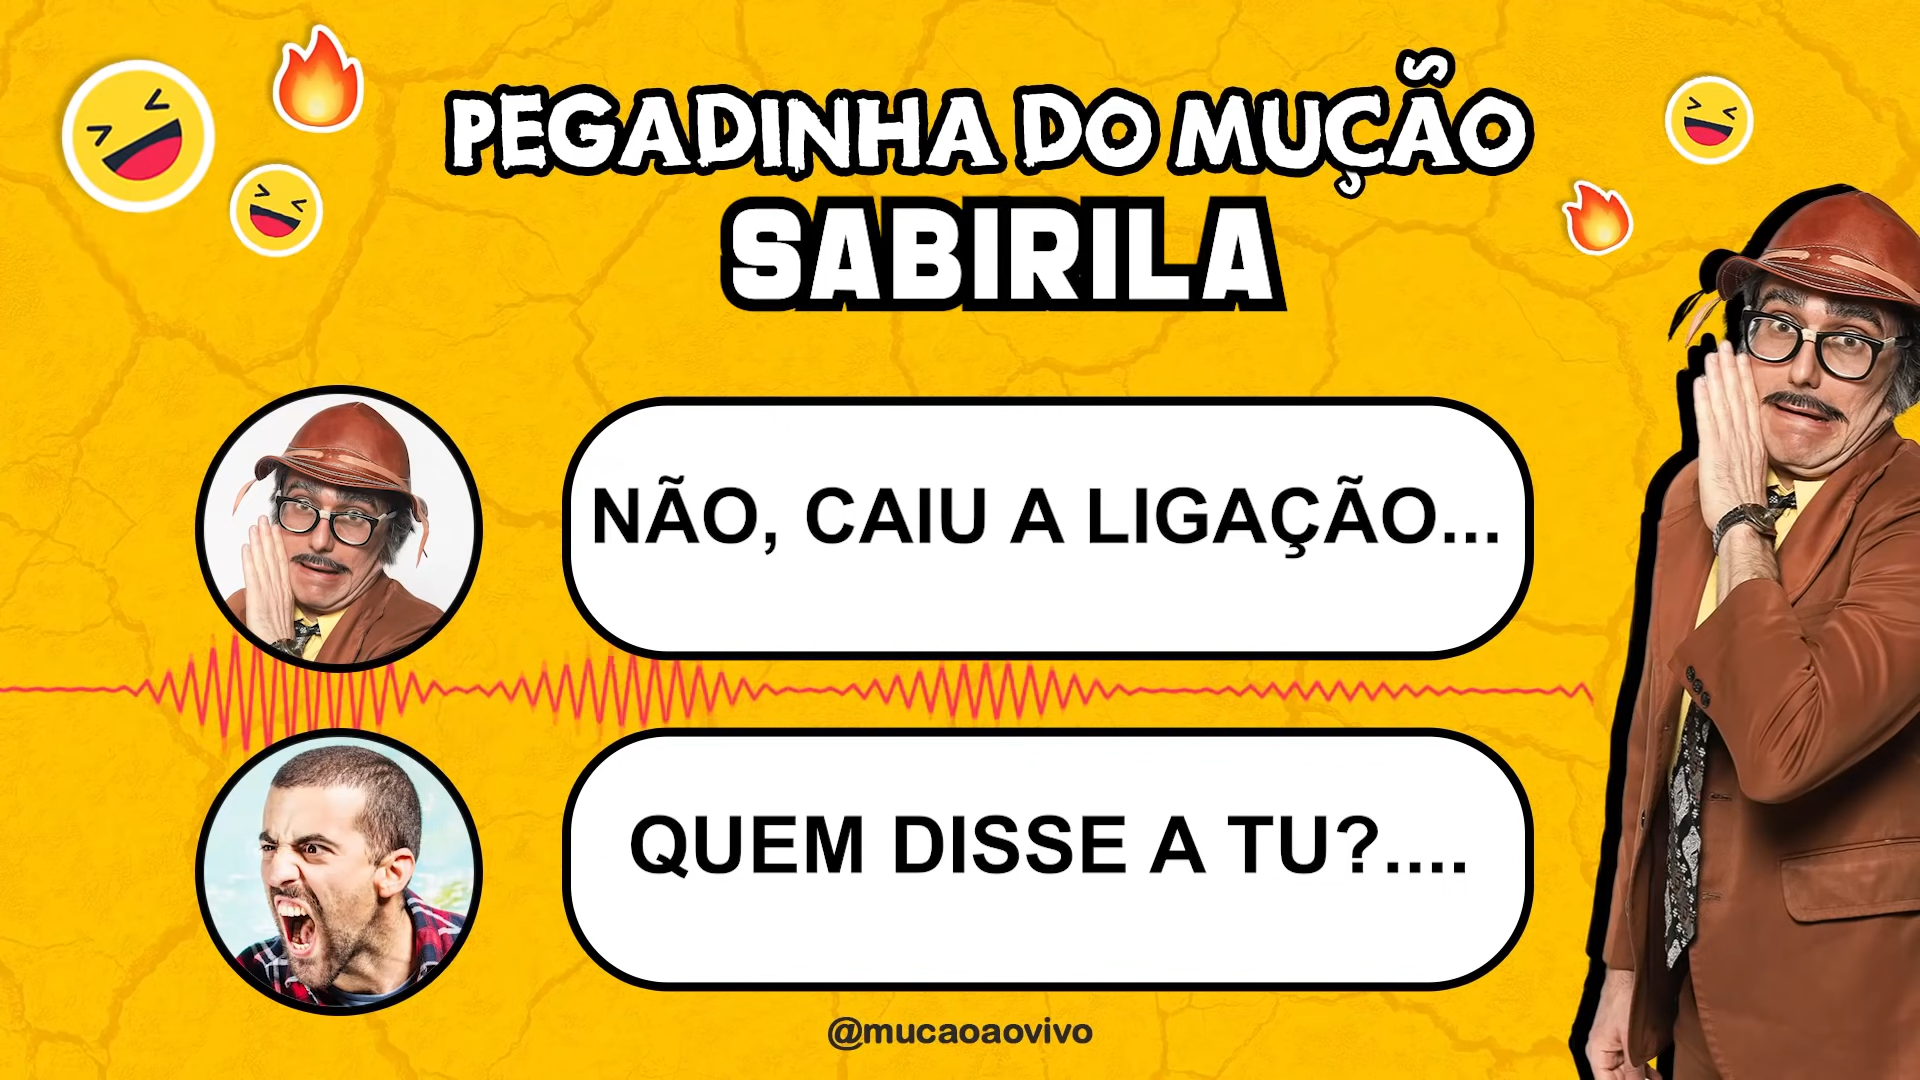 PEGADINHA DO MUÇÃO
SABIRILA
NÃO, CAIU A LIGAÇÃO...
QUEM DISSE A TU?....
@mucaoaovivo